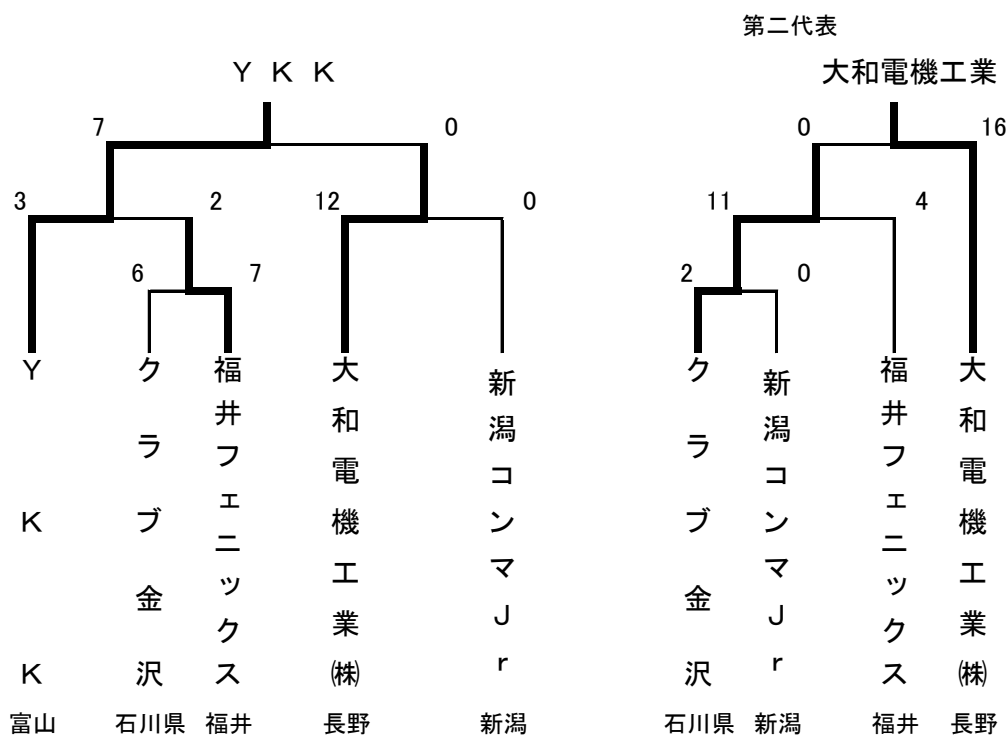 第二代表
ＹＫＫ
大和電機工業
7
0
0
16
3
2
12
0
11
4
6
7
2
0
ＹＫＫ
クラブ金沢
福井フェニックス
大和電機工業㈱
新潟コンマＪｒ
クラブ金沢
新潟コンマＪｒ
福井フェニックス
大和電機工業㈱
富山
石川県
福井
長野
新潟
石川県
新潟
福井
長野